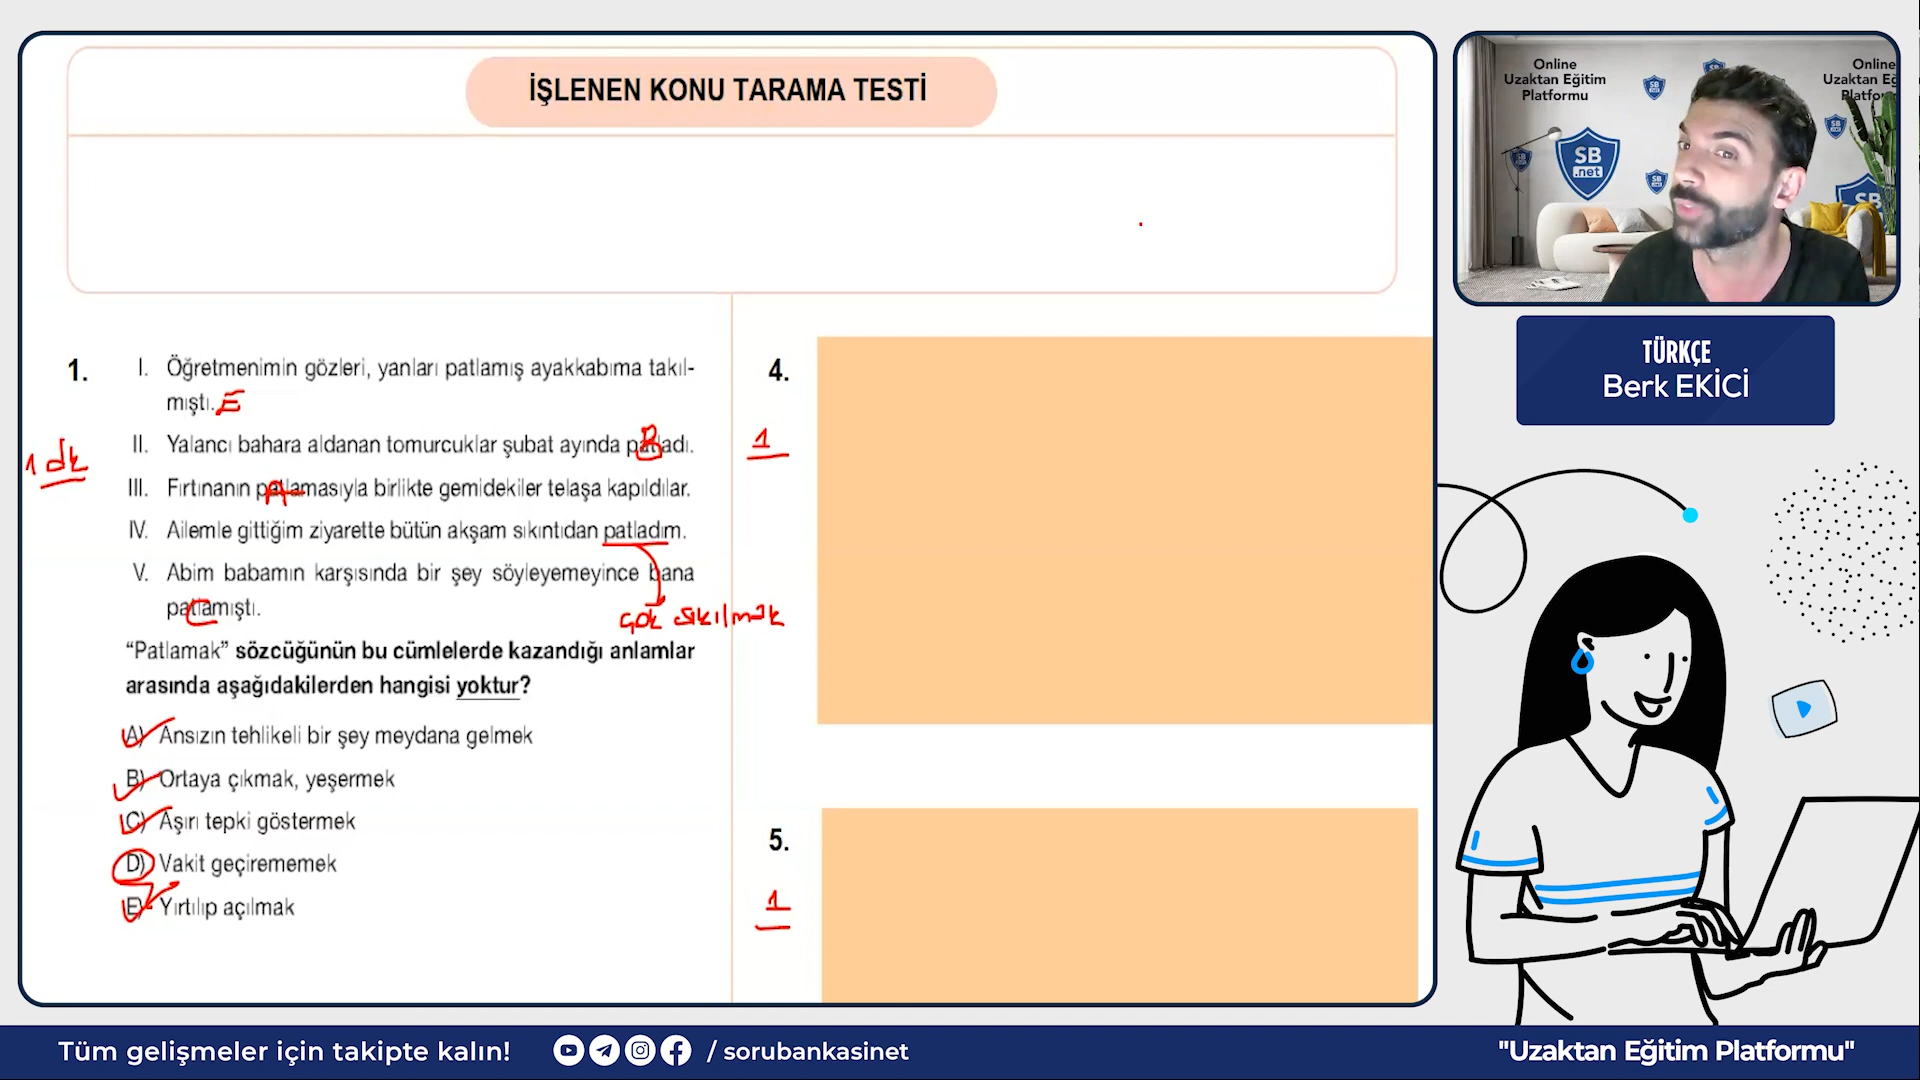 İŞLENEN KONU TARAMA TESTİ
1.
I. Öğretmenimin gözleri, yanları patlamış ayakkabıma takıl-
mıştı. E
II. Yalancı bahara aldanan tomurcuklar şubat ayında patladı.
B
1 dk
III. Fırtınanın patlamasıyla birlikte gemidekiler telaşa kapıldılar.
A
IV. Ailemle gittiğim ziyarette bütün akşam sıkıntıdan patladım.
V. Abim babamın karşısında bir şey söyleyemeyince bana
patlamıştı.
C
çok sıkılmak
“Patlamak” sözcüğünün bu cümlelerde kazandığı anlamlar
arasında aşağıdakilerden hangisi yoktur?
A) Ansızın tehlikeli bir şey meydana gelmek
B) Ortaya çıkmak, yeşermek
C) Aşırı tepki göstermek
D) Vakit geçirememek
E) Yırtılıp açılmak
4.
1
5.
1
Online
Uzaktan Eğitim
Platformu
SB
.net
Online
Uzaktan Eğ
Platfor
SB
TÜRKÇE
Berk EKİCİ
Tüm gelişmeler için takipte kalın!
/ sorubankasinet
"Uzaktan Eğitim Platformu"